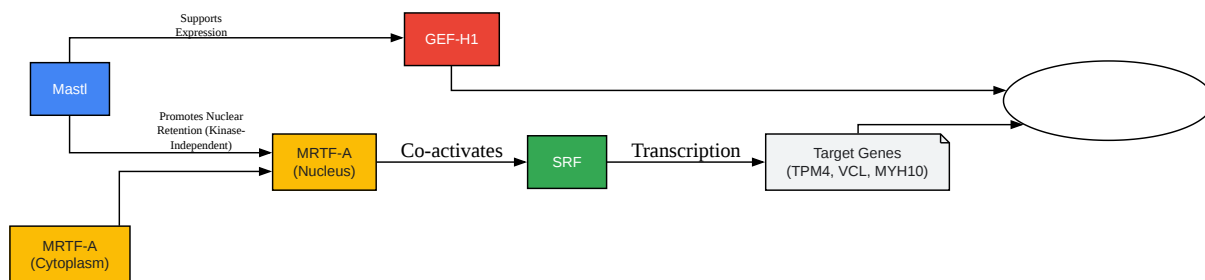 Supports
Expression
GEF-H1
Mastl
Promotes Nuclear
Retention (Kinase-
Independent)
MRTF-A
(Nucleus)
Co-activates
SRF
Transcription
Target Genes
(TPM4, VCL, MYH10)
MRTF-A
(Cytoplasm)